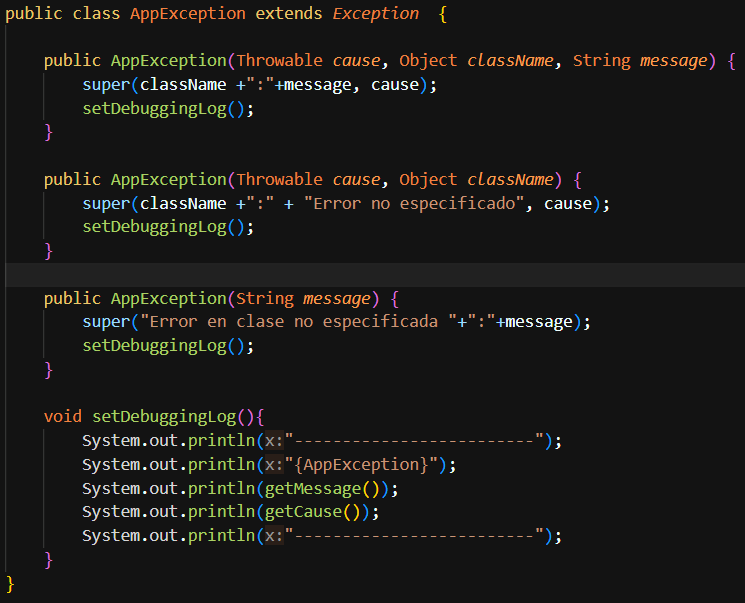 public class AppException extends Exception  {

    public AppException(Throwable cause, Object className, String message) {
        super(className +":"+message, cause);
        setDebuggingLog();
    }

    public AppException(Throwable cause, Object className) {
        super(className +":" + "Error no especificado", cause);
        setDebuggingLog();
    }

    public AppException(String message) {
        super("Error en clase no especificada "+":"+message);
        setDebuggingLog();
    }

    void setDebuggingLog(){
        System.out.println(x:"-------------------------");
        System.out.println(x:"{AppException}");
        System.out.println(getMessage());
        System.out.println(getCause());
        System.out.println(x:"-------------------------");
    }
}